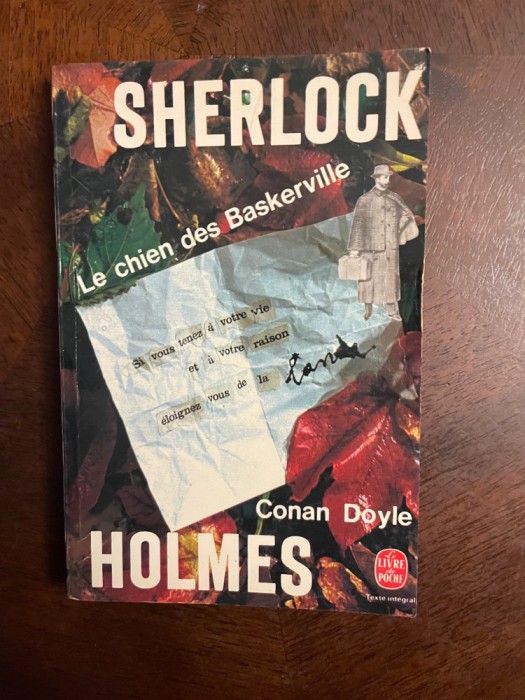 SHERLOCK
Le chien des Baskerville
Si vous tenez à votre vie
et à votre raison
éloignez vous de la lande
Conan Doyle
HOLMES
Le
LIVRE
de
POCHE
Texte intégral